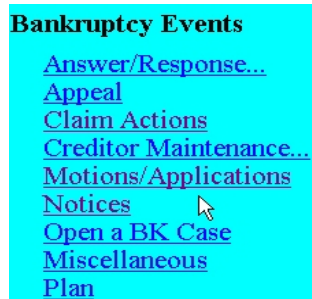 Bankruptcy Events
Answer/Response...
Appeal
Claim Actions
Creditor Maintenance...
Motions/Applications
Notices
Open a BK Case
Miscellaneous
Plan